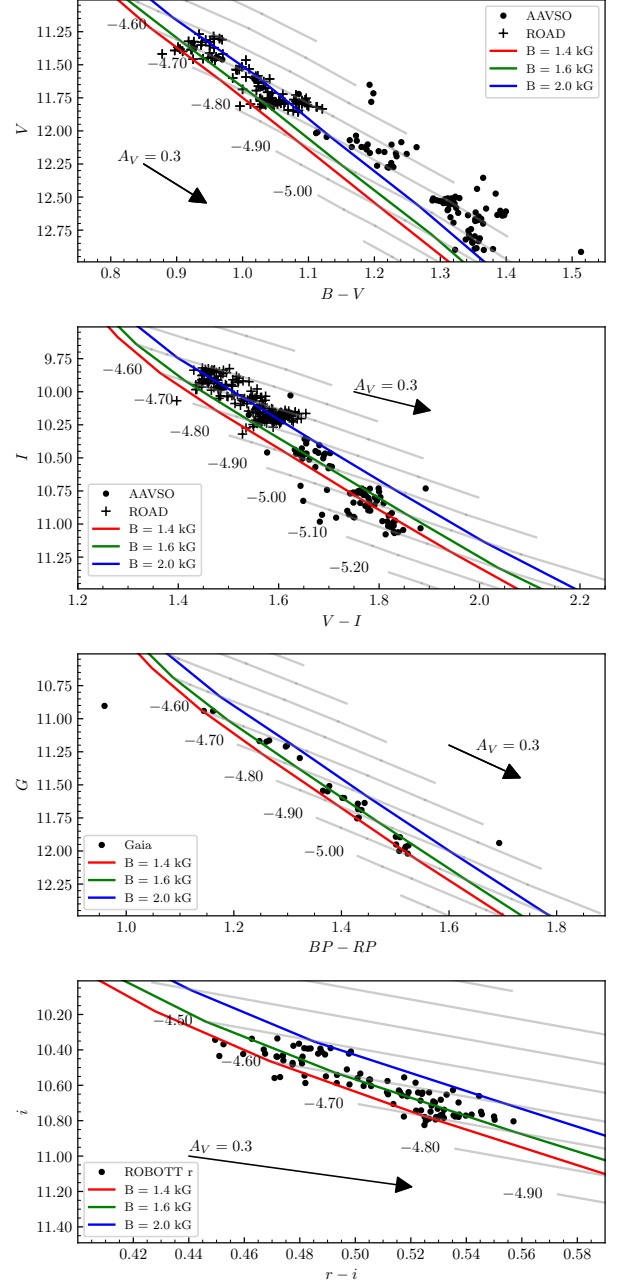 11.25
11.50
11.75
12.00
12.25
12.50
12.75
V
−4.60
−4.70
−4.80
−4.90
−5.00
A_V = 0.3
AAVSO
ROAD
B = 1.4 kG
B = 1.6 kG
B = 2.0 kG
0.8 0.9 1.0 1.1 1.2 1.3 1.4 1.5
B − V
9.75
10.00
10.25
10.50
10.75
11.00
11.25
I
−4.60
−4.70
−4.80
−4.90
−5.00
−5.10
−5.20
A_V = 0.3
AAVSO
ROAD
B = 1.4 kG
B = 1.6 kG
B = 2.0 kG
1.2 1.4 1.6 1.8 2.0 2.2
V − I
10.75
11.00
11.25
11.50
11.75
12.00
12.25
G
−4.60
−4.70
−4.80
−4.90
−5.00
A_V = 0.3
Gaia
B = 1.4 kG
B = 1.6 kG
B = 2.0 kG
1.0 1.2 1.4 1.6 1.8
BP − RP
10.20
10.40
10.60
10.80
11.00
11.20
11.40
i
−4.50
−4.60
−4.70
−4.80
−4.90
A_V = 0.3
ROBOTT r
B = 1.4 kG
B = 1.6 kG
B = 2.0 kG
0.42 0.44 0.46 0.48 0.50 0.52 0.54 0.56 0.58
r − i